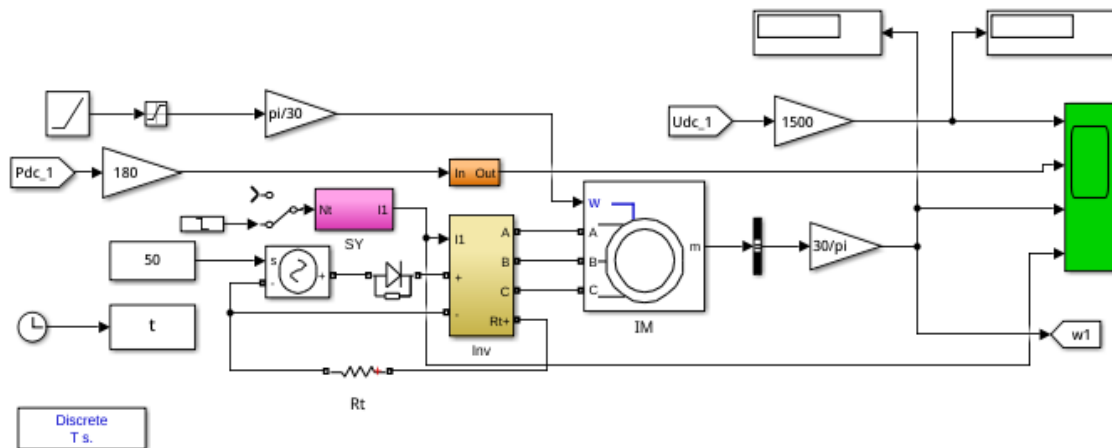 pi/30
Udc_1
1500
Pdc_1
180
In Out
Nt I1
SY
W
50
s
-
+
I1
+
-
A
B
C
Rt+
Inv
A
B
C
m
IM
30/pi
t
w1
Rt
Discrete
T s.